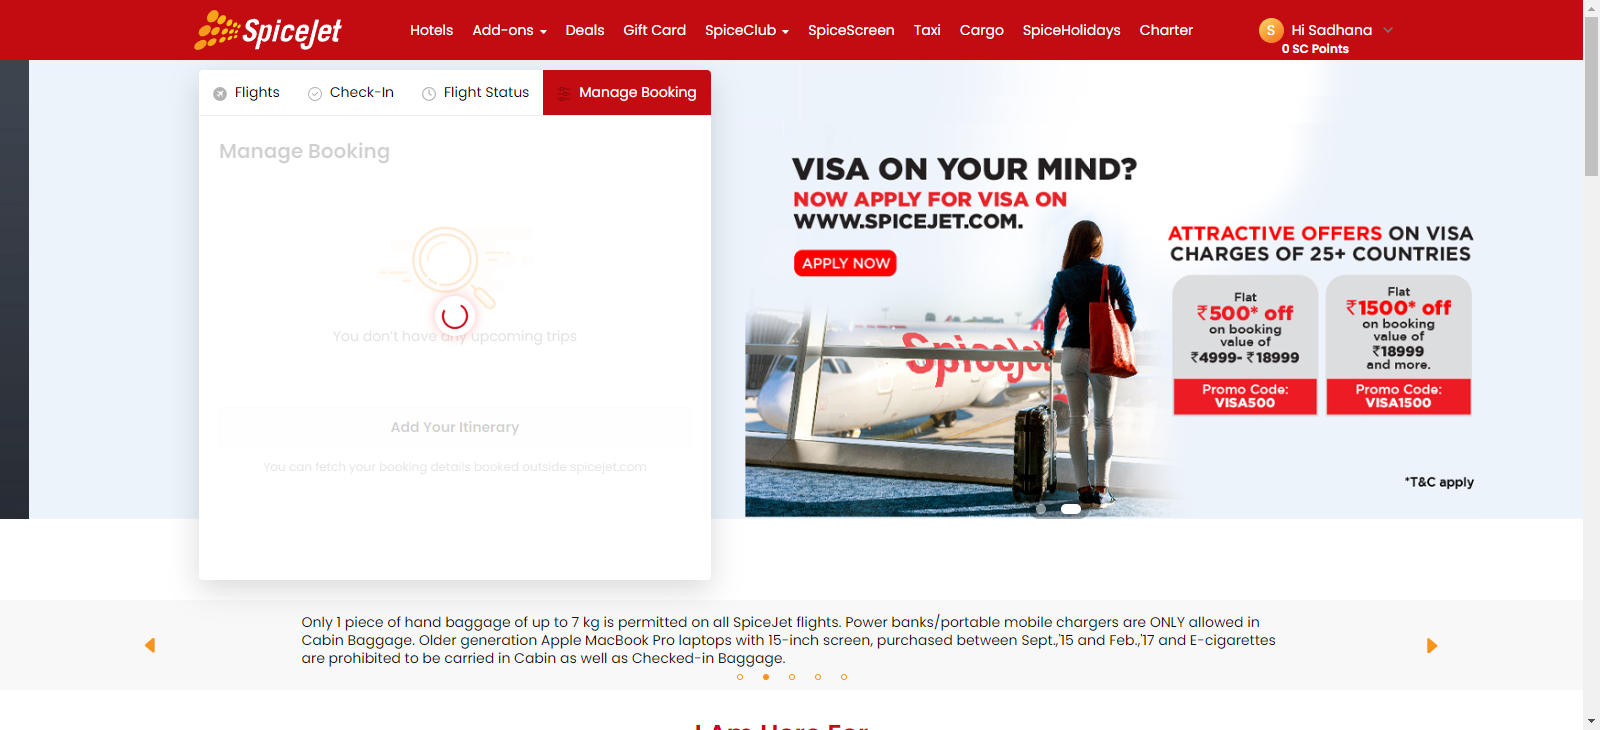 SpiceJet
Hotels Add-ons Deals Gift Card SpiceClub SpiceScreen Taxi Cargo SpiceHolidays Charter
S Hi Sadhana
0 SC Points
Flights Check-In Flight Status Manage Booking
Manage Booking
You don't have any upcoming trips
Add Your Itinerary
You can fetch your booking details booked outside spicejet.com
VISA ON YOUR MIND?
NOW APPLY FOR VISA ON
WWW.SPICEJET.COM.
APPLY NOW
SpiceJet
ATTRACTIVE OFFERS ON VISA
CHARGES OF 25+ COUNTRIES
Flat
₹500* off
on booking
value of
₹4999- ₹18999
Promo Code:
VISA500
Flat
₹1500* off
on booking
value of
₹18999
and more.
Promo Code:
VISA1500
*T&C apply
Only 1 piece of hand baggage of up to 7 kg is permitted on all SpiceJet flights. Power banks/portable mobile chargers are ONLY allowed in
Cabin Baggage. Older generation Apple MacBook Pro laptops with 15-inch screen, purchased between Sept.,'15 and Feb.,'17 and E-cigarettes
are prohibited to be carried in Cabin as well as Checked-in Baggage.
I Am Here For